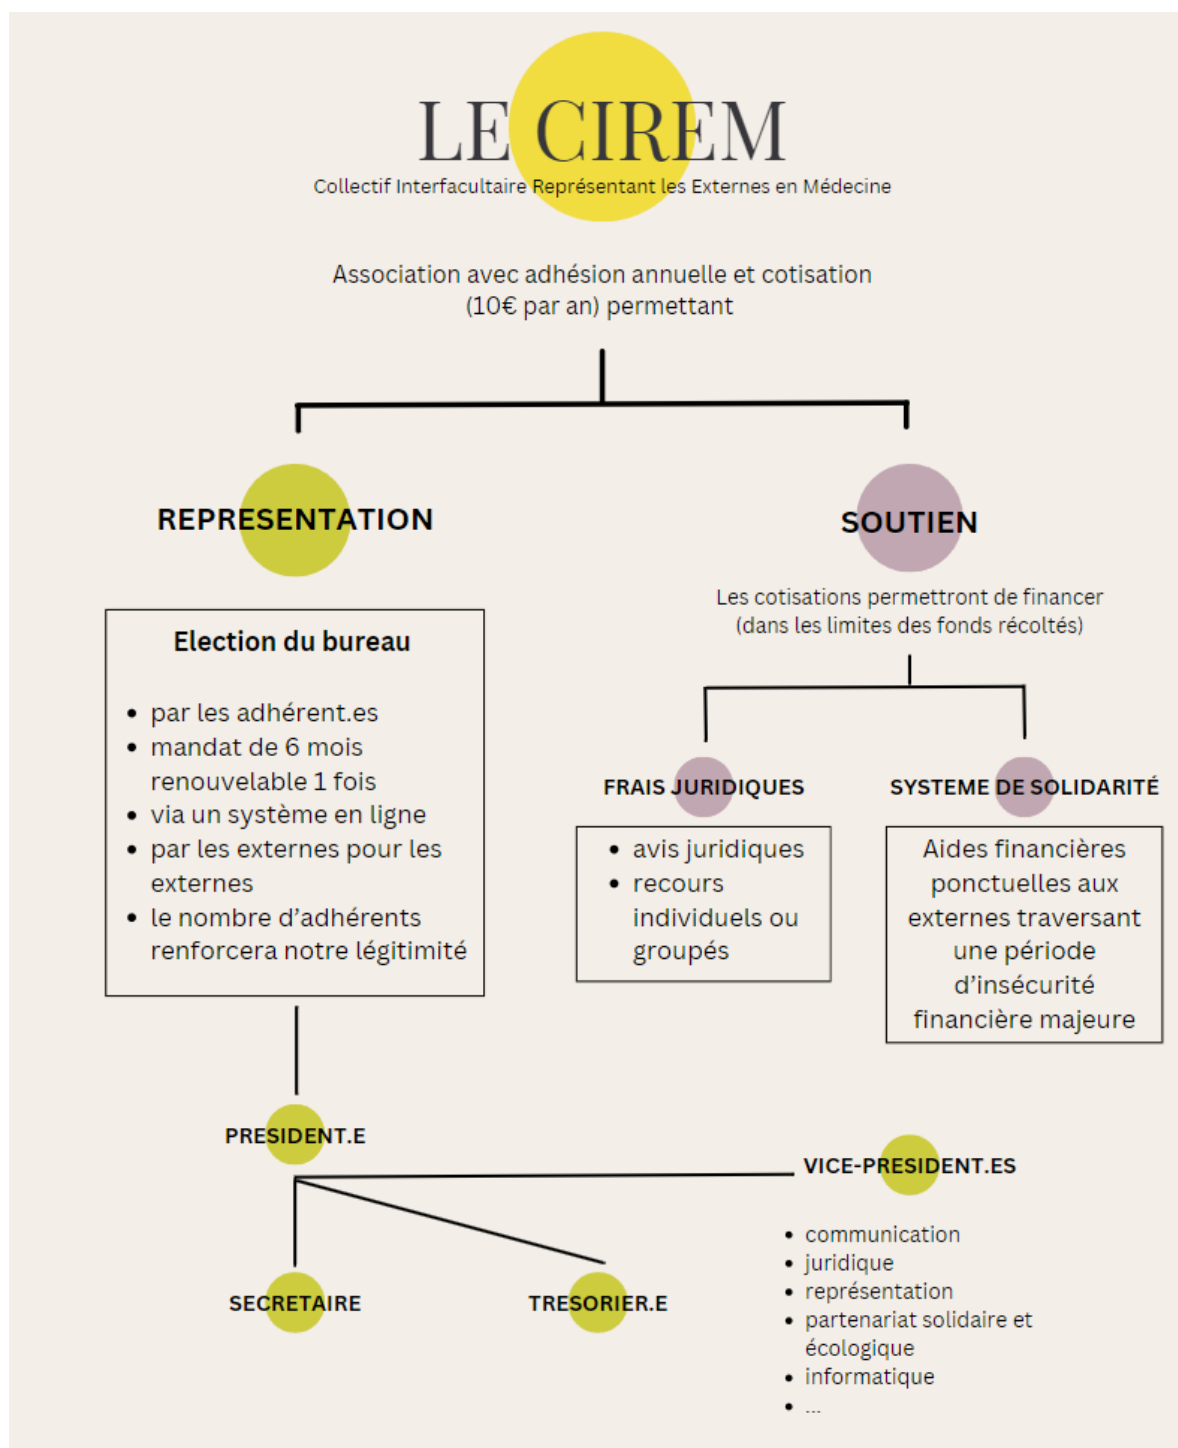 LE CIREM
Collectif Interfacultaire Représentant les Externes en Médecine
Association avec adhésion annuelle et cotisation
(10€ par an) permettant
REPRESENTATION
Election du bureau
• par les adhérent.es
• mandat de 6 mois
renouvelable 1 fois
• via un système en ligne
• par les externes pour les
externes
• le nombre d’adhérents
renforcera notre légitimité
SOUTIEN
Les cotisations permettront de financer
(dans les limites des fonds récoltés)
FRAIS JURIDIQUES
• avis juridiques
• recours
individuels ou
groupés
SYSTEME DE SOLIDARITÉ
Aides financières
ponctuelles aux
externes traversant
une période
d’insécurité
financière majeure
PRESIDENT.E
SECRETAIRE
TRESORIER.E
VICE-PRESIDENT.ES
• communication
• juridique
• représentation
• partenariat solidaire et
écologique
• informatique
• ...